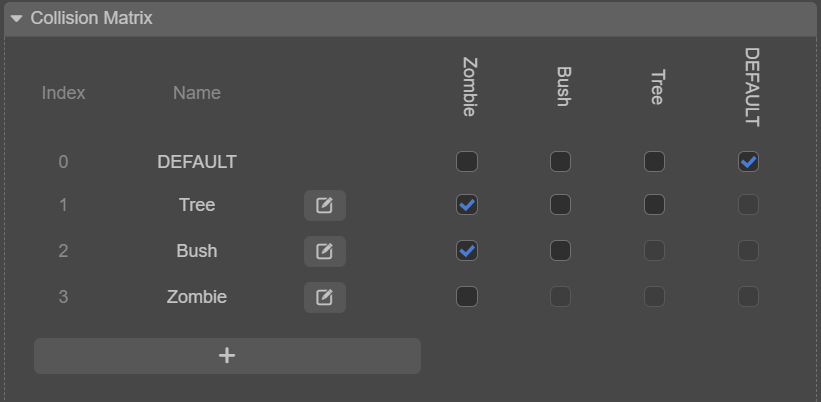 Collision Matrix
Index Name Zombie Bush Tree DEFAULT
0 DEFAULT
1 Tree
2 Bush
3 Zombie
+